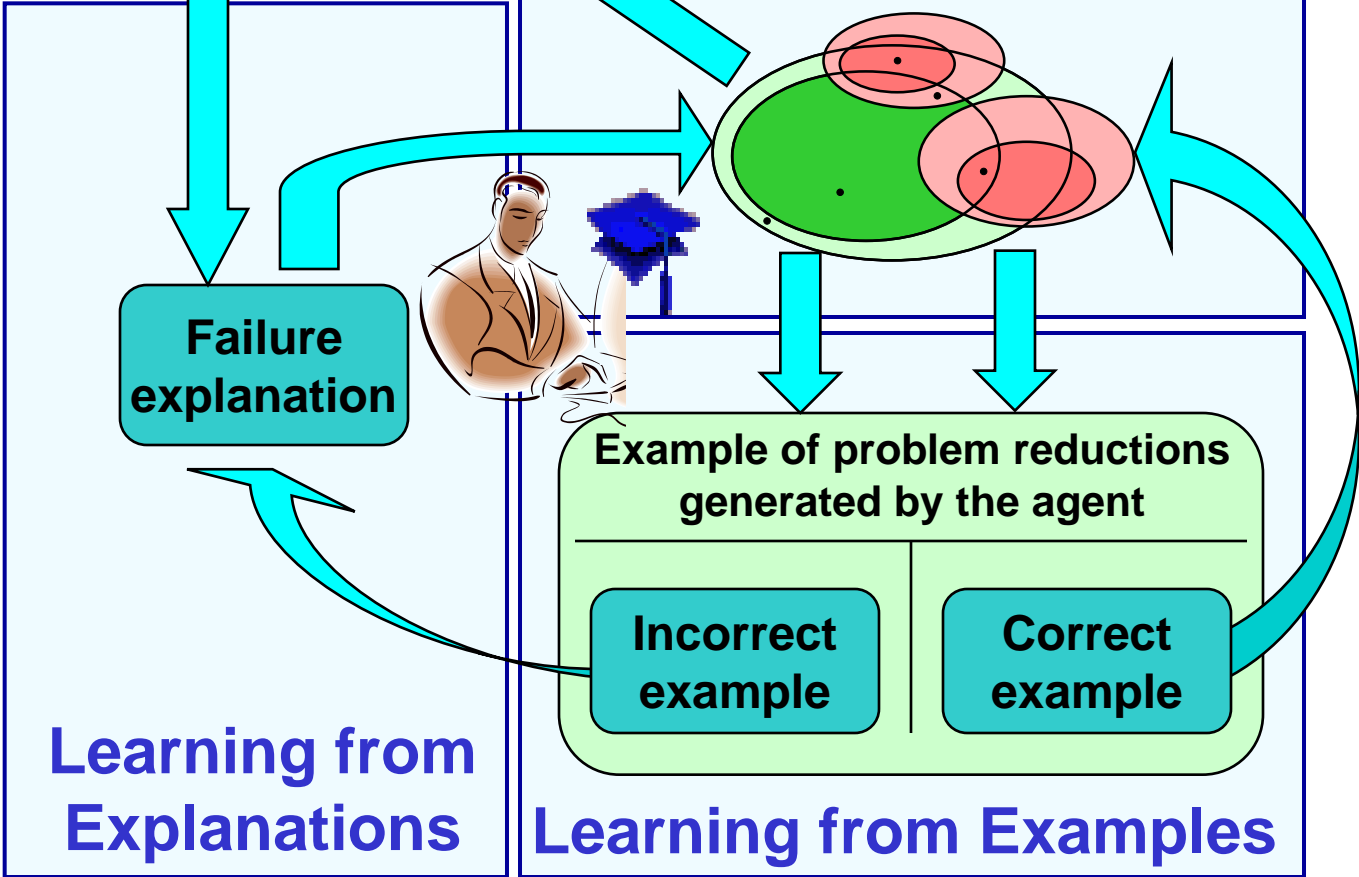 Failure
explanation
Example of problem reductions
generated by the agent
Incorrect
example
Correct
example
Learning from
Explanations
Learning from Examples